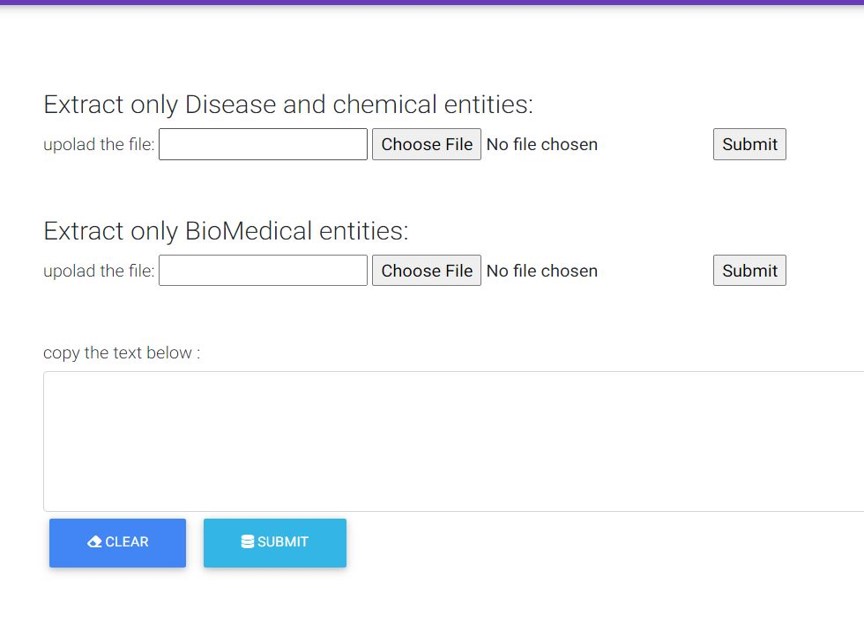 Extract only Disease and chemical entities:
upolad the file: Choose File No file chosen Submit
Extract only BioMedical entities:
upolad the file: Choose File No file chosen Submit
copy the text below :
CLEAR SUBMIT